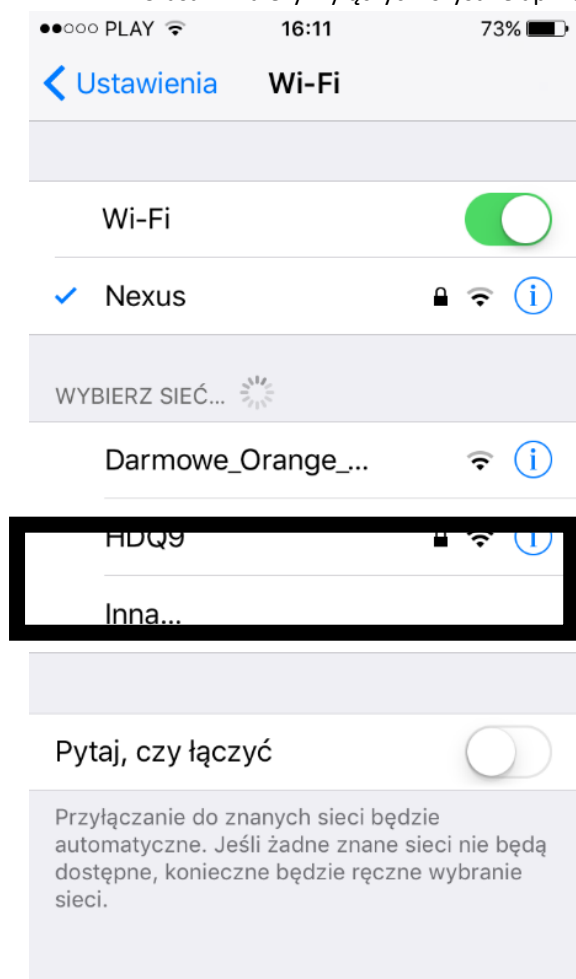 PLAY 16:11 73%
Ustawienia Wi-Fi
Wi-Fi
Nexus
WYBIERZ SIEĆ...
Darmowe_Orange_...
HDQ9
Inna...
Pytaj, czy łączyć
Przyłączanie do znanych sieci będzie
automatyczne. Jeśli żadne znane sieci nie będą
dostępne, konieczne będzie ręczne wybranie
sieci.